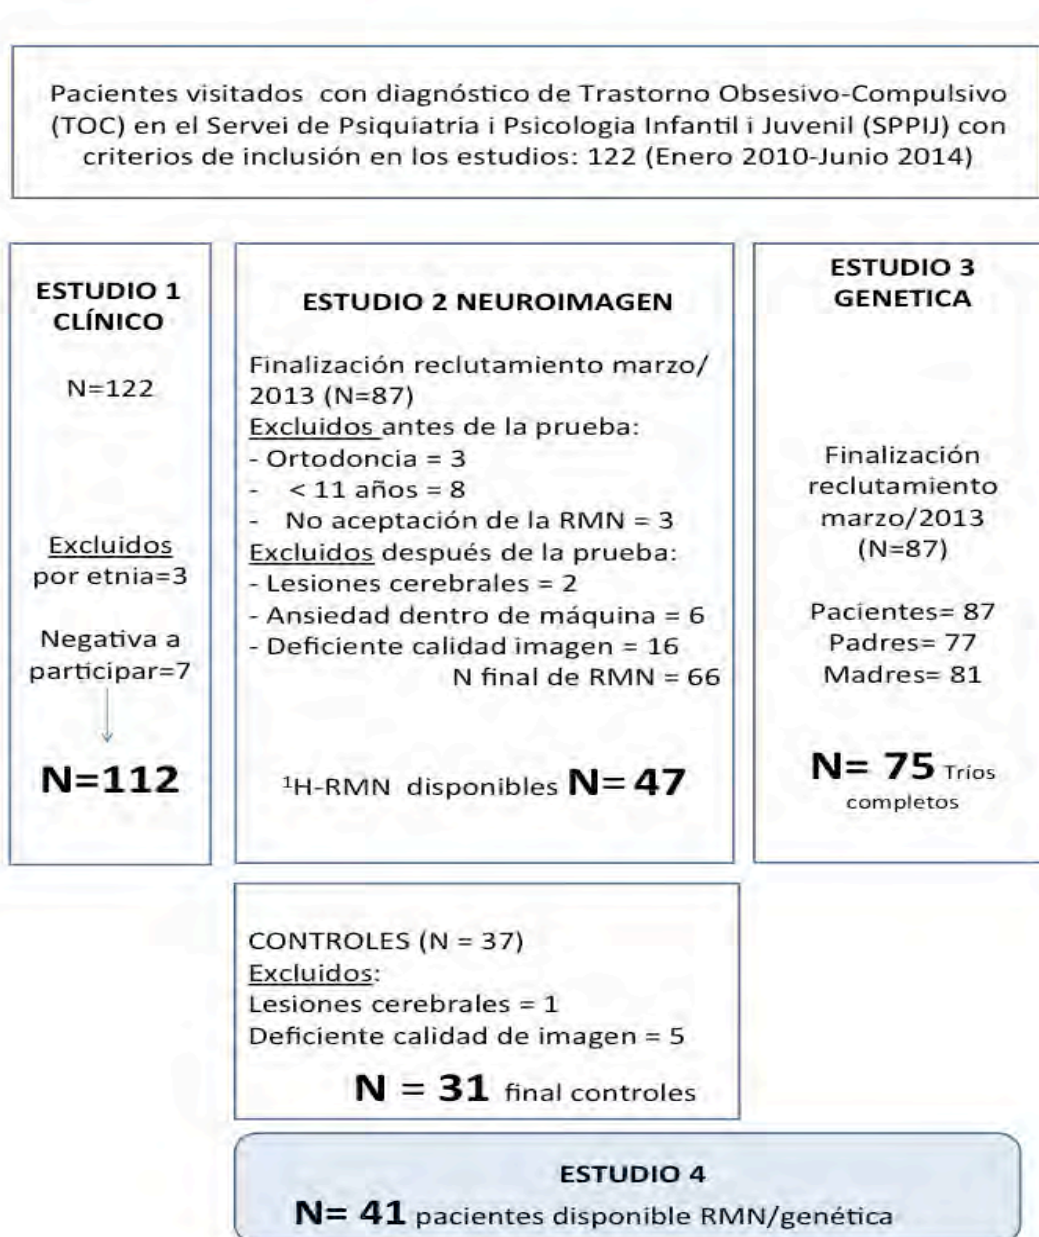 Pacientes visitados con diagnóstico de Trastorno Obsesivo-Compulsivo
(TOC) en el Servei de Psiquiatria i Psicologia Infantil i Juvenil (SPPIJ) con
criterios de inclusión en los estudios: 122 (Enero 2010-Junio 2014)
ESTUDIO 1
CLÍNICO
N=122
Excluidos
por etnia=3
Negativa a
participar=7
N=112
ESTUDIO 2 NEUROIMAGEN
Finalización reclutamiento marzo/
2013 (N=87)
Excluidos antes de la prueba:
- Ortodoncia = 3
- < 11 años = 8
- No aceptación de la RMN = 3
Excluidos después de la prueba:
- Lesiones cerebrales = 2
- Ansiedad dentro de máquina = 6
- Deficiente calidad imagen = 16
N final de RMN = 66
¹H-RMN disponibles N= 47
ESTUDIO 3
GENETICA
Finalización
reclutamiento
marzo/2013
(N=87)
Pacientes= 87
Padres= 77
Madres= 81
N= 75 Tríos
completos
CONTROLES (N = 37)
Excluidos:
Lesiones cerebrales = 1
Deficiente calidad de imagen = 5
N = 31 final controles
ESTUDIO 4
N= 41 pacientes disponible RMN/genética